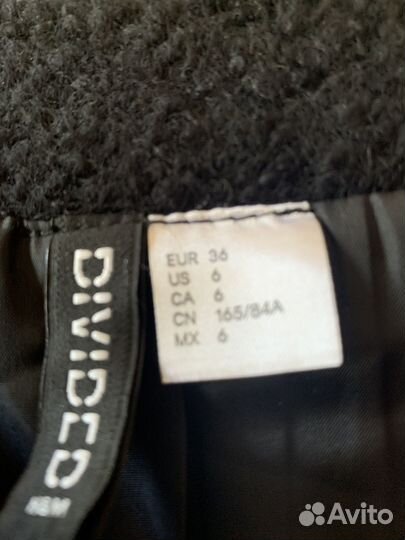 EUR 36
US 6
CA 6
CN 165/84A
MX 6
DIVIDED
H&M
Avito